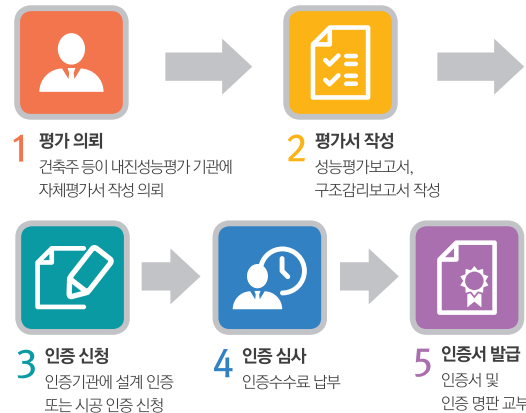 1 평가 의뢰
건축주 등이 내진성능평가 기관에
자체평가서 작성 의뢰
2 평가서 작성
성능평가보고서,
구조감리보고서 작성
3 인증 신청
인증기관에 설계 인증
또는 시공 인증 신청
4 인증 심사
인증수수료 납부
5 인증서 발급
인증서 및
인증 명판 교부